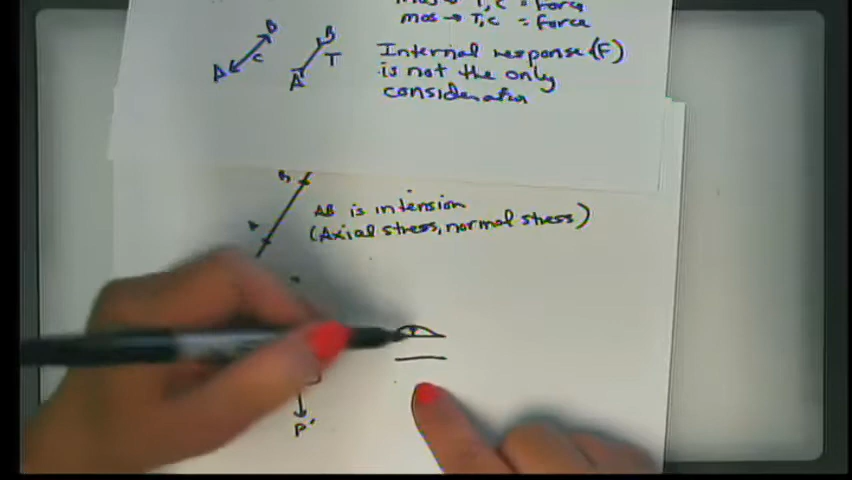 mos → T,C = force
B
B
C
T
A
A
Internal response (F)
is not the only
consideration
B
AB is in tension
(Axial stress, normal stress)
A
P'